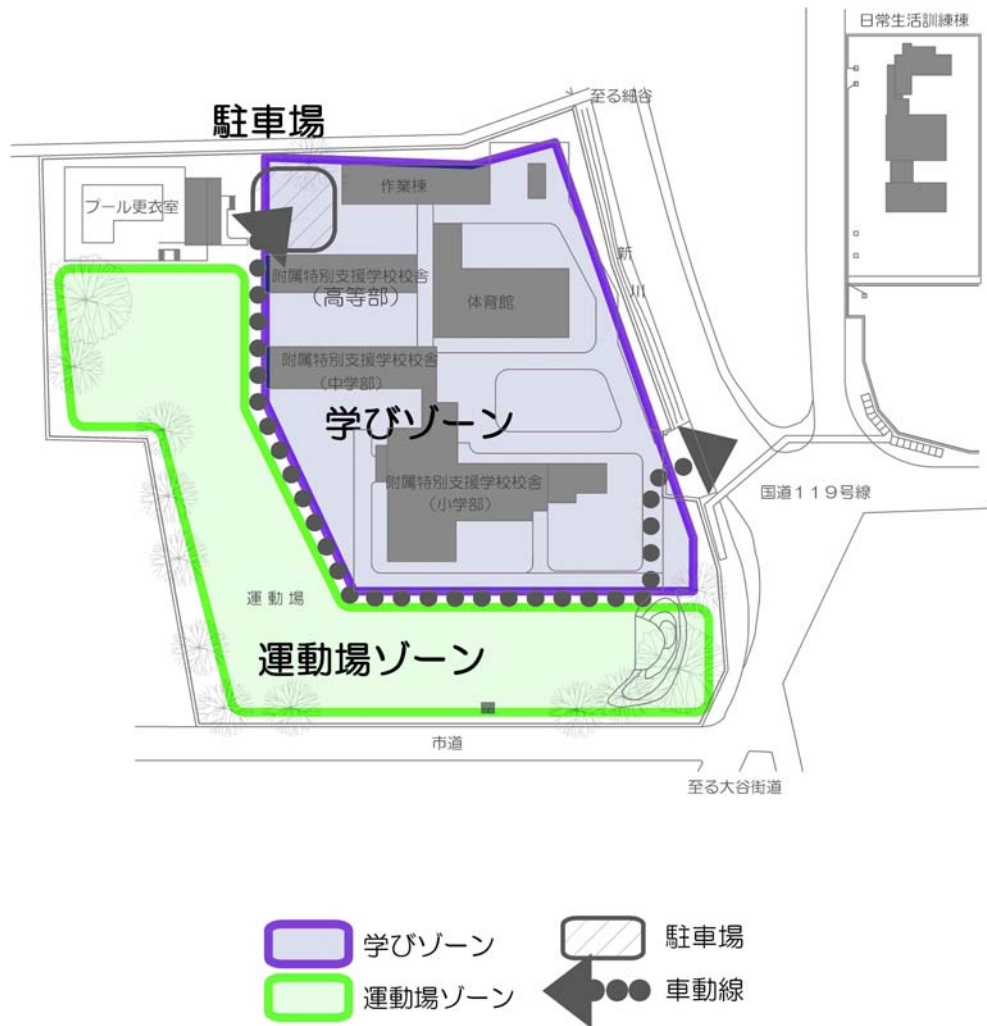 日常生活訓練棟
至る細谷
駐車場
作業棟
プール更衣室
新
川
附属特別支援学校校舎
（高等部）
体育館
附属特別支援学校校舎
（中学部）
学びゾーン
附属特別支援学校校舎
（小学部）
国道119号線
運動場
運動場ゾーン
市道
至る大谷街道
学びゾーン
駐車場
運動場ゾーン
車動線